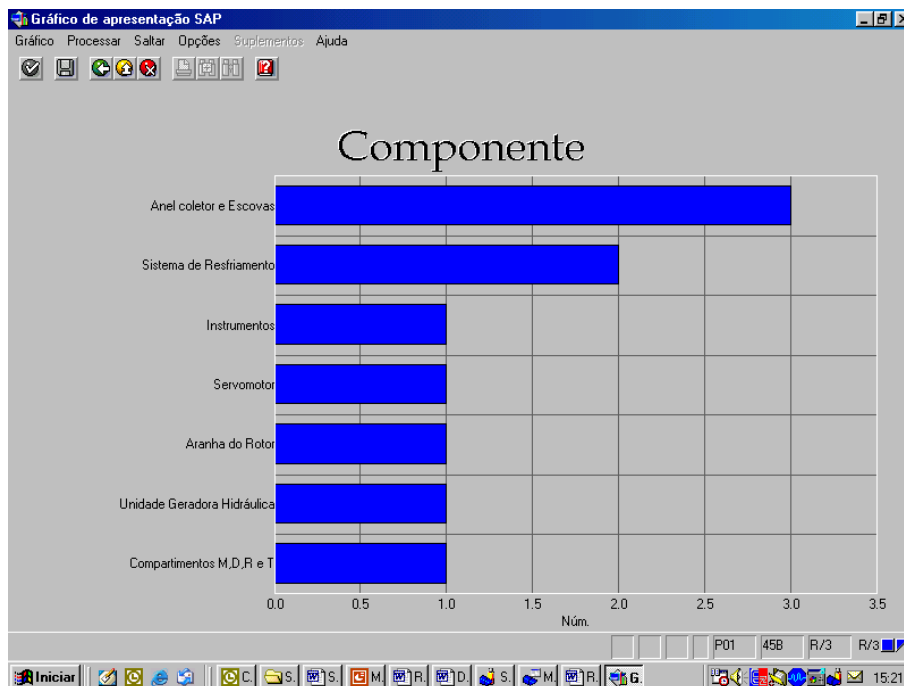 Gráfico de apresentação SAP
Gráfico Processar Saltar Opções Suplementos Ajuda
Componente
Anel coletor e Escovas
Sistema de Resfriamento
Instrumentos
Servomotor
Aranha do Rotor
Unidade Geradora Hidráulica
Compartimentos M,D,R e T
0.0 0.5 1.0 1.5 2.0 2.5 3.0 3.5
Núm.
P01 45B R/3 R/3
Iniciar C. S. S. M. R. D. S. M. R. G. 15:21